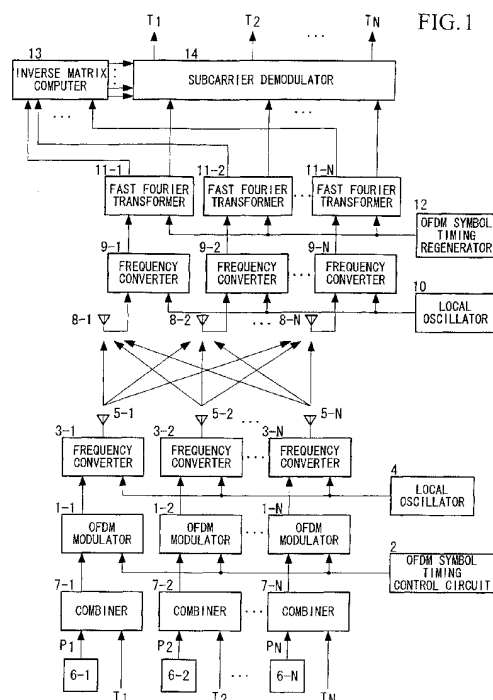 FIG. 1
T1 T2 ... TN
13 14
INVERSE MATRIX
COMPUTER
SUBCARRIER DEMODULATOR
... ...
11-1 11-2 11-N
FAST FOURIER
TRANSFORMER
FAST FOURIER
TRANSFORMER
...
FAST FOURIER
TRANSFORMER
12
OFDM SYMBOL
TIMING
REGENERATOR
9-1 9-2 9-N
FREQUENCY
CONVERTER
FREQUENCY
CONVERTER
...
FREQUENCY
CONVERTER
10
LOCAL
OSCILLATOR
8-1 8-2 ... 8-N
5-1 5-2 ... 5-N
3-1 3-2 3-N
FREQUENCY
CONVERTER
FREQUENCY
CONVERTER
...
FREQUENCY
CONVERTER
4
LOCAL
OSCILLATOR
1-1 1-2 1-N
OFDM
MODULATOR
OFDM
MODULATOR
...
OFDM
MODULATOR
2
OFDM SYMBOL
TIMING
CONTROL CIRCUIT
7-1 7-2 7-N
COMBINER COMBINER ... COMBINER
P1 P2 PN
6-1 6-2 ... 6-N
T1 T2 ... TN